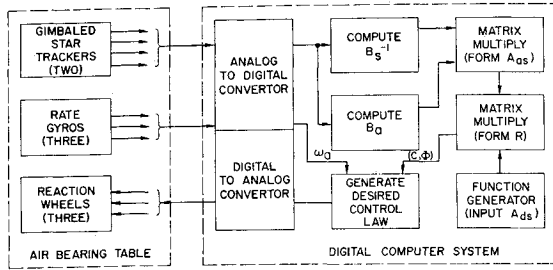 GIMBALED
STAR
TRACKERS
(TWO)
RATE
GYROS
(THREE)
REACTION
WHEELS
(THREE)
AIR BEARING TABLE
ANALOG
TO DIGITAL
CONVERTOR
DIGITAL
TO ANALOG
CONVERTOR
COMPUTE
Bs⁻¹
COMPUTE
Ba
ωa
(C,Φ)
GENERATE
DESIRED
CONTROL
LAW
MATRIX
MULTIPLY
(FORM Aas)
MATRIX
MULTIPLY
(FORM R)
FUNCTION
GENERATOR
(INPUT Ads)
DIGITAL COMPUTER SYSTEM